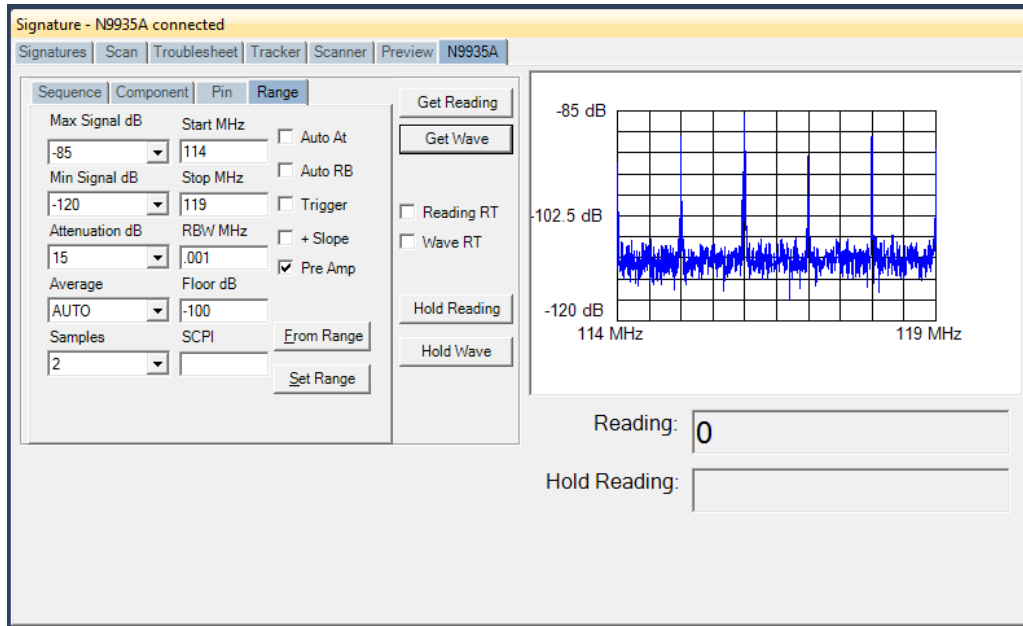 Signature - N9935A connected
Signatures Scan Troublesheet Tracker Scanner Preview N9935A
Sequence Component Pin Range
Max Signal dB Start MHz
-85 114
Auto At
Min Signal dB Stop MHz
-120 119
Auto RB
Trigger
Attenuation dB RBW MHz
15 .001
+ Slope
Pre Amp
Average Floor dB
AUTO -100
Samples SCPI
2
From Range
Set Range
Get Reading
Get Wave
Reading RT
Wave RT
Hold Reading
Hold Wave
-85 dB
-102.5 dB
-120 dB
114 MHz 119 MHz
Reading: 0
Hold Reading: